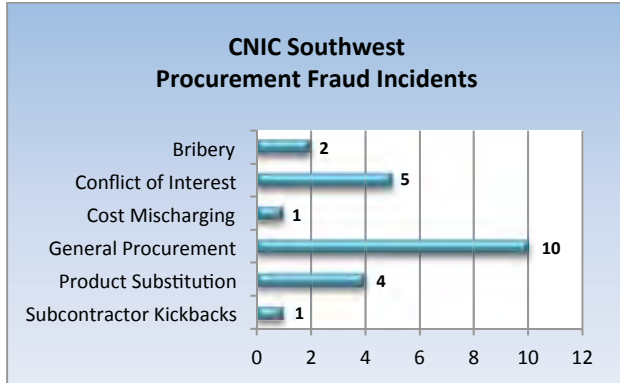 CNIC Southwest
Procurement Fraud Incidents
Bribery 2
Conflict of Interest 5
Cost Mischarging 1
General Procurement 10
Product Substitution 4
Subcontractor Kickbacks 1
0 2 4 6 8 10 12